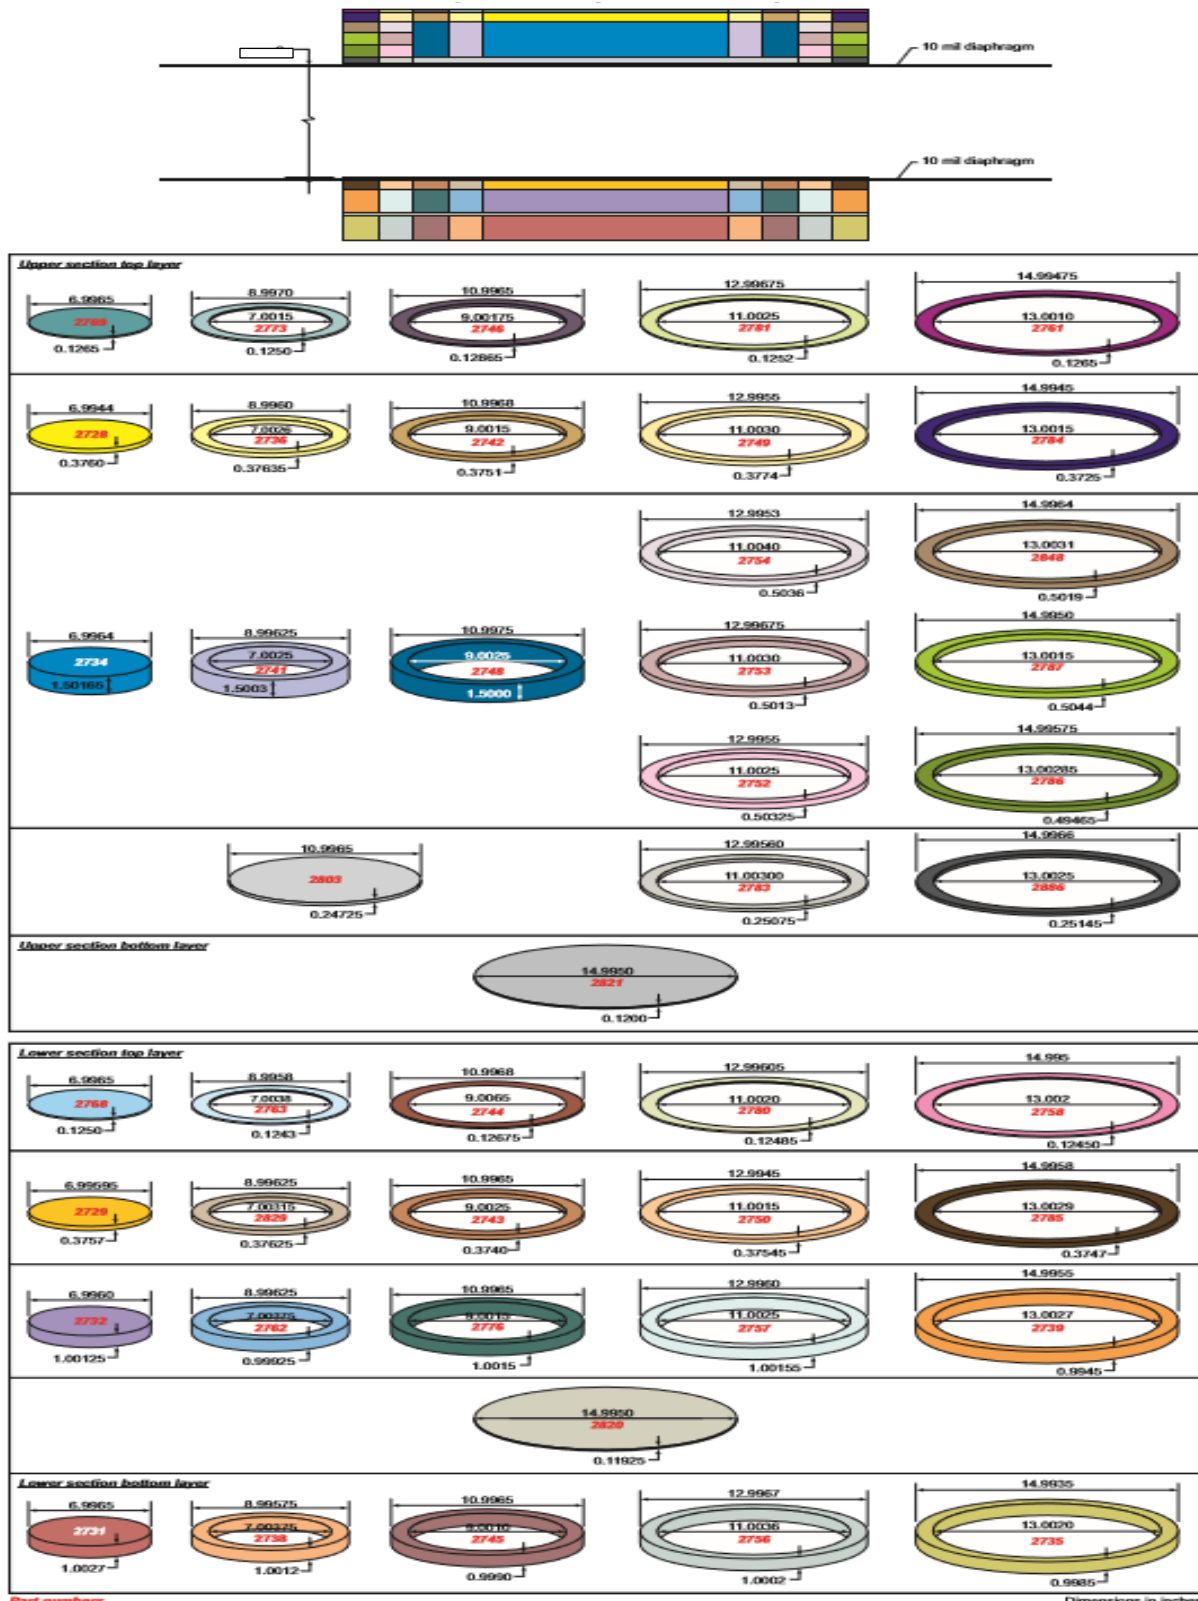 10 mil diaphragm
10 mil diaphragm
Upper section top layer
6.9965 8.9970 10.9965 12.99675 14.99475
7.0015 9.00175 11.0025 13.0010
2769 2773 2746 2781 2761
0.1265 0.1250 0.12865 0.1252 0.1265
6.9944 8.9960 10.9968 12.9955 14.9945
7.0026 9.0015 11.0030 13.0015
2728 2736 2742 2749 2784
0.3760 0.37635 0.3751 0.3774 0.3725
12.9953 14.9964
11.0040 13.0031
2754 2848
0.5036 0.5019
6.9964 8.99625 10.9975 12.99675 14.9950
7.0025 9.0025 11.0030 13.0015
2734 2741 2748 2753 2787
1.50165 1.5003 1.5000 0.5013 0.5044
12.9955 14.99575
11.0025 13.00285
2752 2786
0.50325 0.49465
10.9965 12.99560 14.9966
11.00300 13.0025
2803 2783 2886
0.24725 0.25075 0.25145
Upper section bottom layer
14.9950
2821
0.1200
Lower section top layer
6.9965 8.9958 10.9968 12.99605 14.995
7.0038 9.0065 11.0020 13.002
2768 2763 2744 2780 2758
0.1250 0.1243 0.12675 0.12485 0.12450
6.99595 8.99625 10.9965 12.9945 14.9958
7.00315 9.0025 11.0015 13.0029
2729 2829 2743 2750 2785
0.3757 0.37625 0.3740 0.37545 0.3747
6.9960 8.99625 10.9965 12.9960 14.9955
7.00375 9.0015 11.0025 13.0027
2732 2762 2776 2757 2739
1.00125 0.99925 1.0015 1.00155 0.9945
14.9950
2820
0.11925
Lower section bottom layer
6.9965 8.99575 10.9965 12.9967 14.9935
7.00375 9.0010 11.0036 13.0020
2731 2738 2745 2756 2735
1.0027 1.0012 0.9990 1.0002 0.9985
Part numbers Dimensions in inches